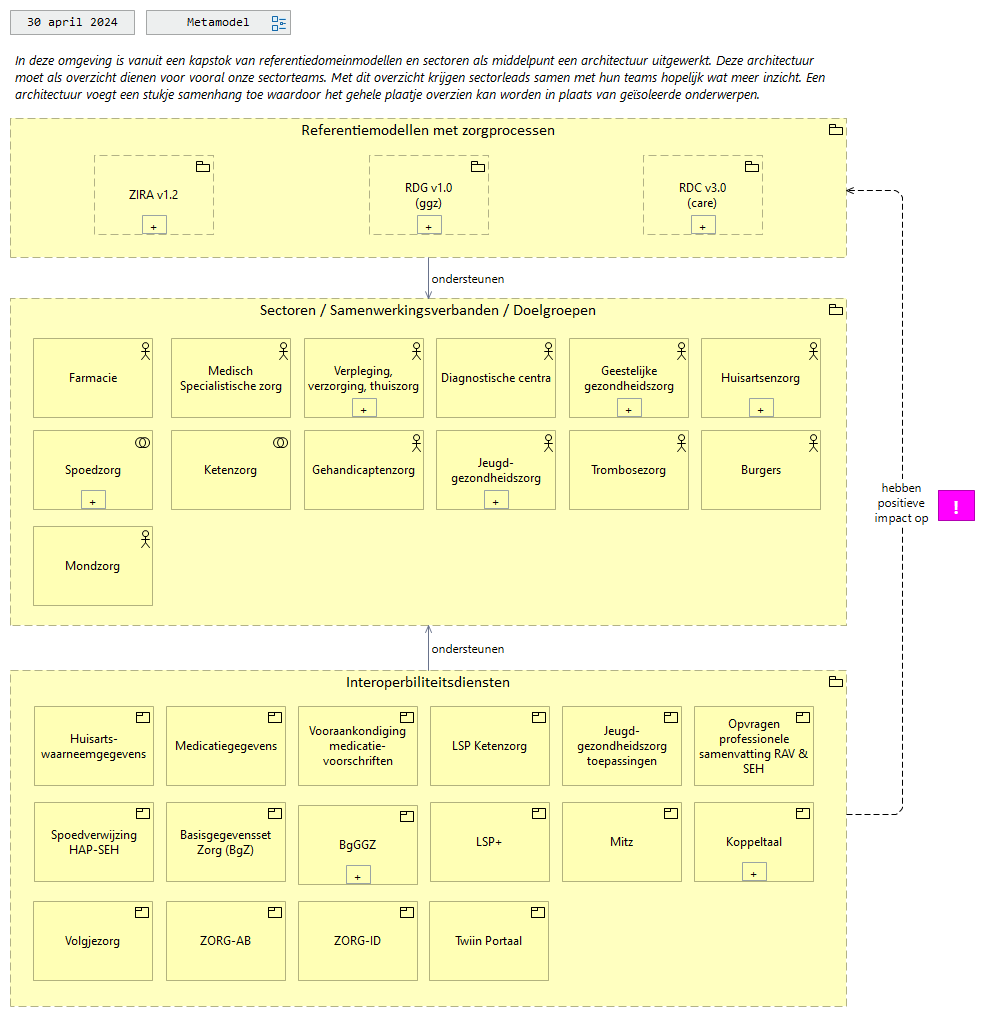 30 april 2024
Metamodel
In deze omgeving is vanuit een kapstok van referentiedomeinmodellen en sectoren als middelpunt een architectuur uitgewerkt. Deze architectuur
moet als overzicht dienen voor vooral onze sectorteams. Met dit overzicht krijgen sectorleads samen met hun teams hopelijk wat meer inzicht. Een
architectuur voegt een stukje samenhang toe waardoor het gehele plaatje overzien kan worden in plaats van geïsoleerde onderwerpen.
Referentiemodellen met zorgprocessen
ZIRA v1.2
+
RDG v1.0
(ggz)
+
RDC v3.0
(care)
+
ondersteunen
Sectoren / Samenwerkingsverbanden / Doelgroepen
Farmacie
Medisch
Specialistische zorg
Verpleging,
verzorging, thuiszorg
+
Diagnostische centra
Geestelijke
gezondheidszorg
+
Huisartsenzorg
+
Spoedzorg
+
Ketenzorg
Gehandicaptenzorg
Jeugd-
gezondheidszorg
+
Trombosezorg
Burgers
Mondzorg
hebben
positieve
impact op
!
ondersteunen
Interoperbiliteitsdiensten
Huisarts-
waarneemgegevens
Medicatiegegevens
Vooraankondiging
medicatie-
voorschriften
LSP Ketenzorg
Jeugd-
gezondheidszorg
toepassingen
Opvragen
professionele
samenvatting RAV &
SEH
Spoedverwijzing
HAP-SEH
Basisgegevensset
Zorg (BgZ)
BgGGZ
+
LSP+
Mitz
Koppeltaal
+
Volgjezorg
ZORG-AB
ZORG-ID
Twiin Portaal